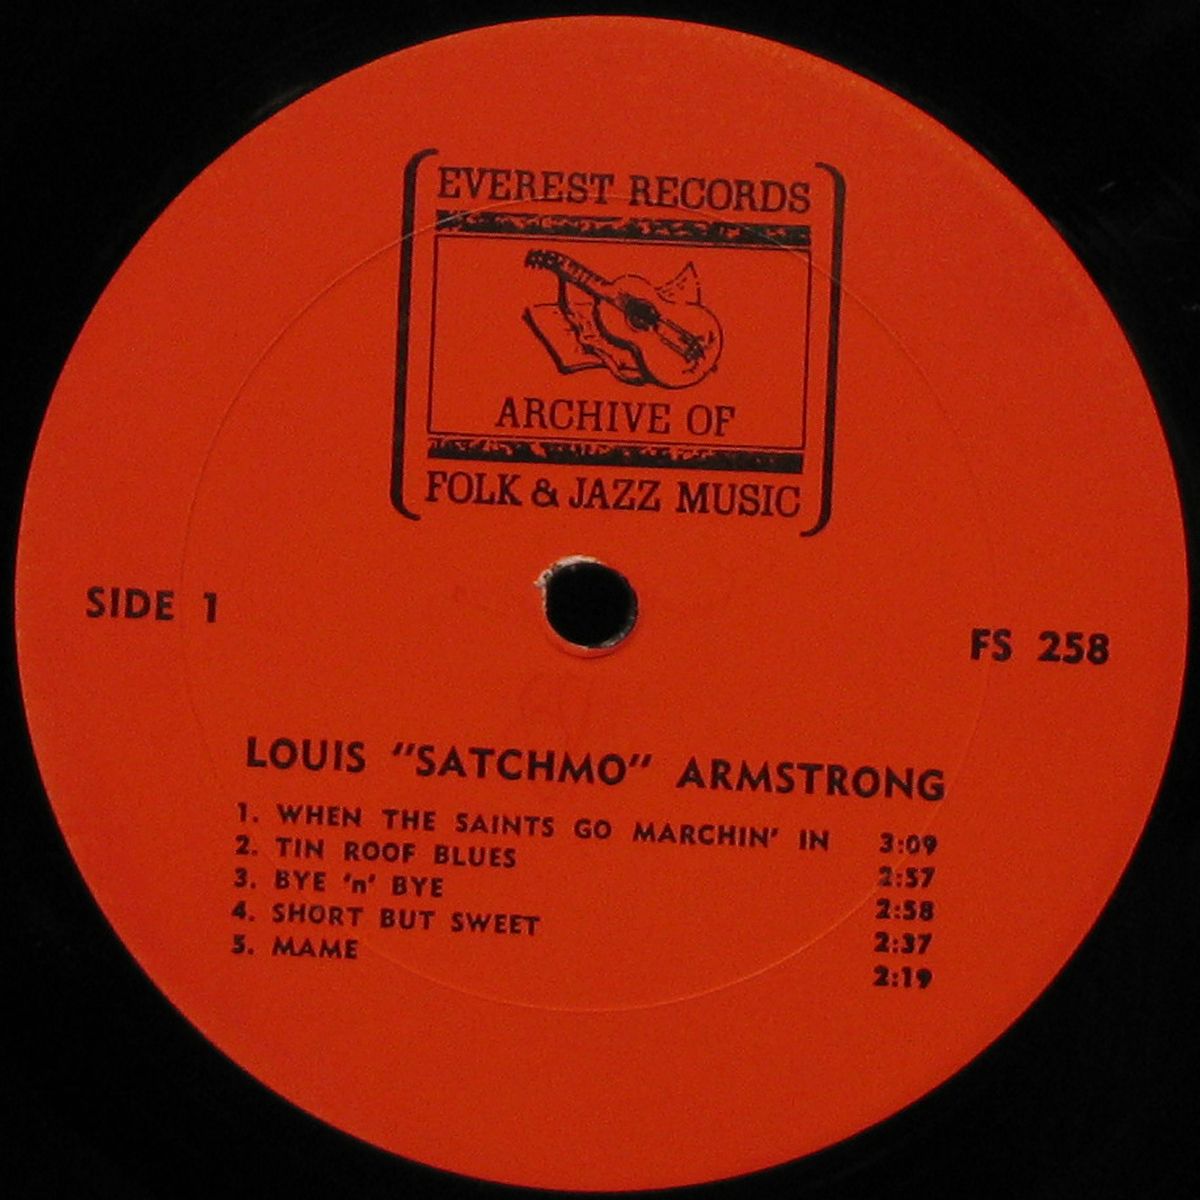 EVEREST RECORDS
ARCHIVE OF
FOLK & JAZZ MUSIC
SIDE 1
FS 258
LOUIS "SATCHMO" ARMSTRONG
1. WHEN THE SAINTS GO MARCHIN' IN 3:09
2. TIN ROOF BLUES 2:57
3. BYE 'n' BYE 2:58
4. SHORT BUT SWEET 2:37
5. MAME 2:19